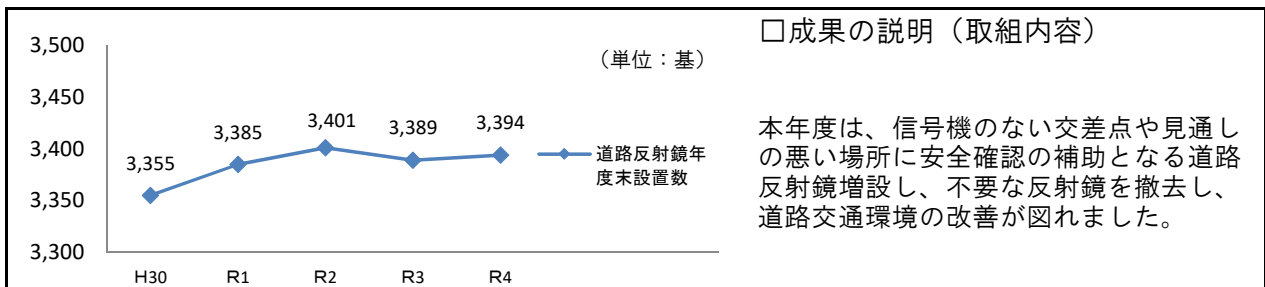 3,500
3,450
3,400
3,350
3,300
(単位：基)
3,355
3,385
3,401
3,389
3,394
H30
R1
R2
R3
R4
道路反射鏡年
度末設置数
□成果の説明（取組内容）
本年度は、信号機のない交差点や見通し
の悪い場所に安全確認の補助となる道路
反射鏡増設し、不要な反射鏡を撤去し、
道路交通環境の改善が図れました。